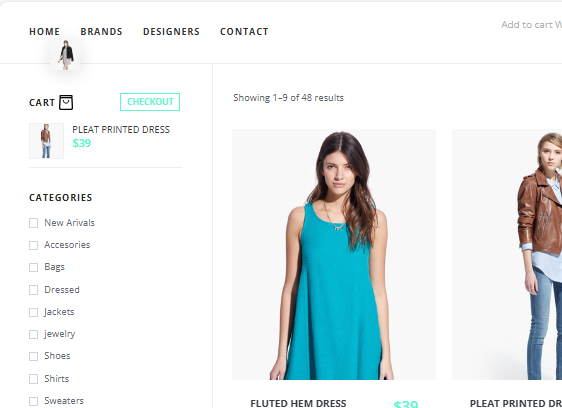 HOME BRANDS DESIGNERS CONTACT
Add to cart W
CART CHECKOUT
PLEAT PRINTED DRESS
$39
CATEGORIES
New Arivals
Accesories
Bags
Dressed
Jackets
jewelry
Shoes
Shirts
Sweaters
Showing 1–9 of 48 results
FLUTED HEM DRESS $39
PLEAT PRINTED DR